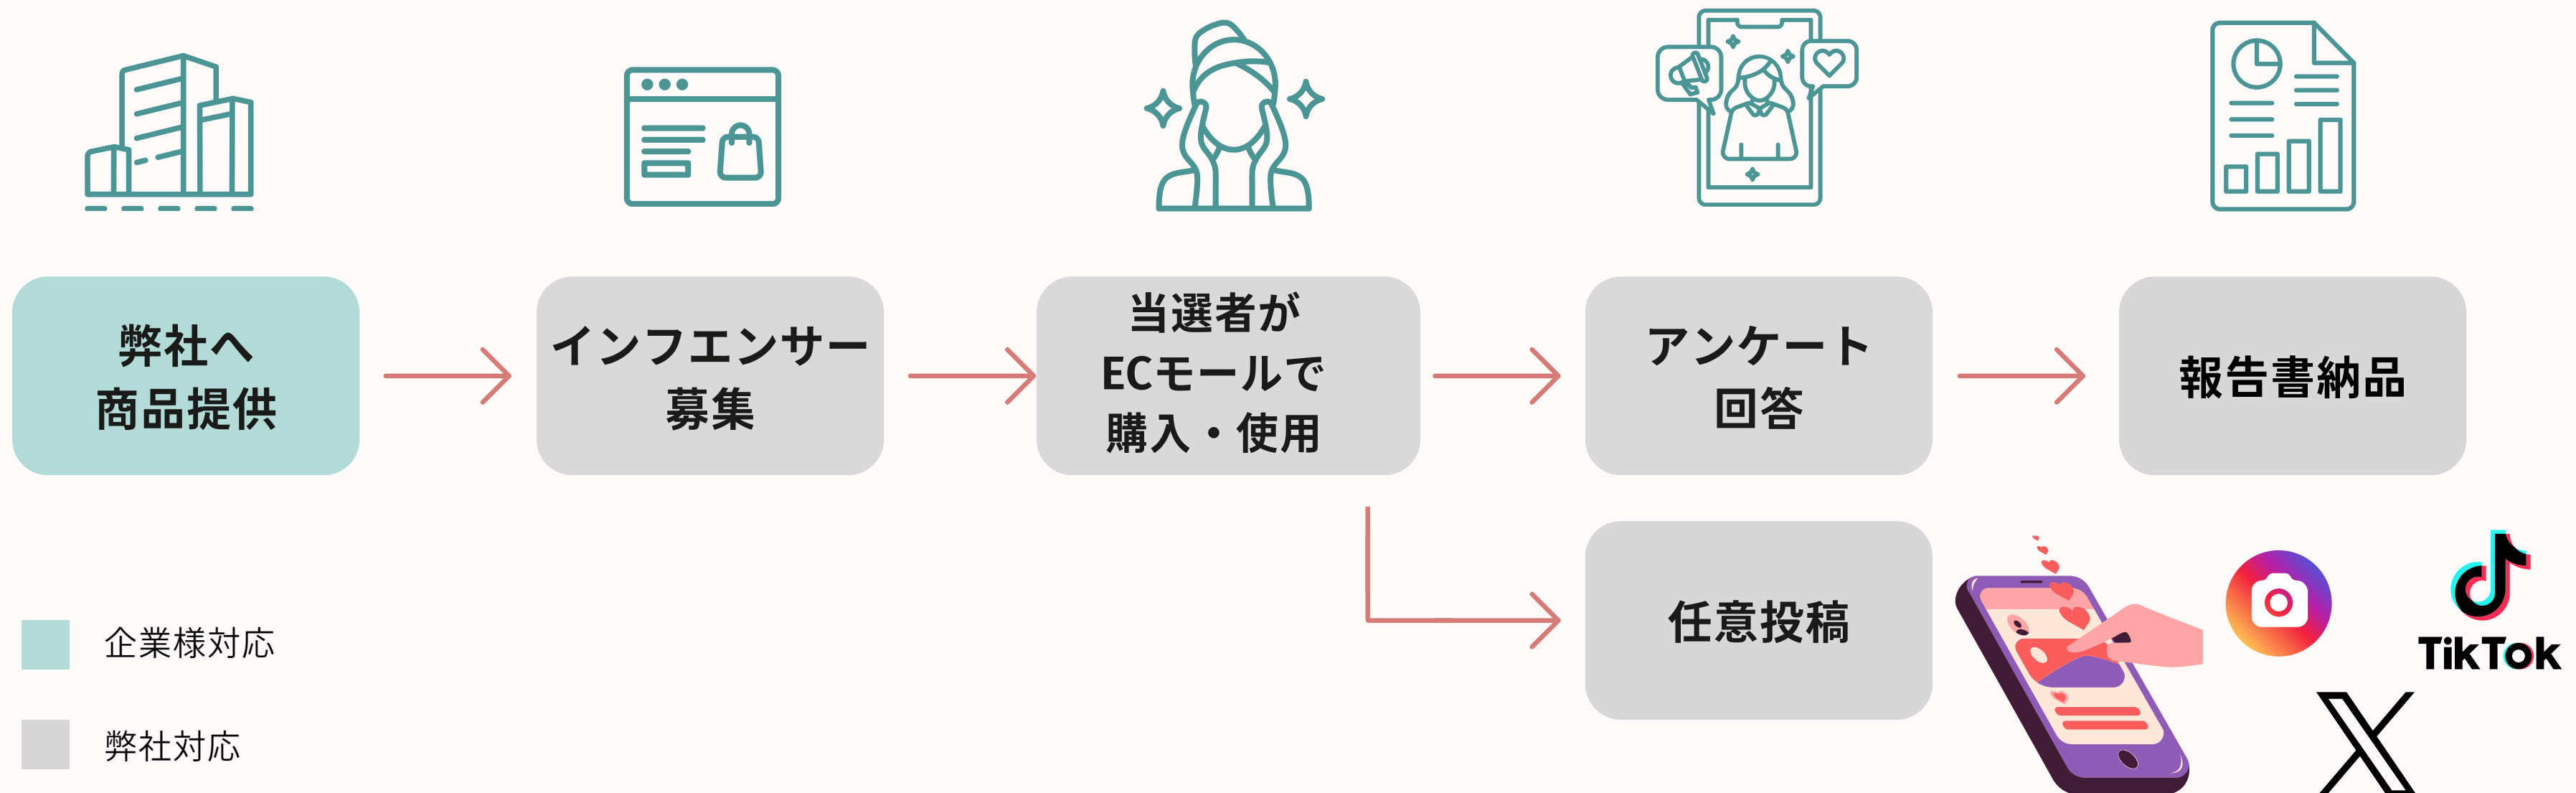 弊社へ
商品提供
インフエンサー
募集
当選者が
ECモールで
購入・使用
アンケート
回答
報告書納品
任意投稿
企業様対応
弊社対応
TikTok